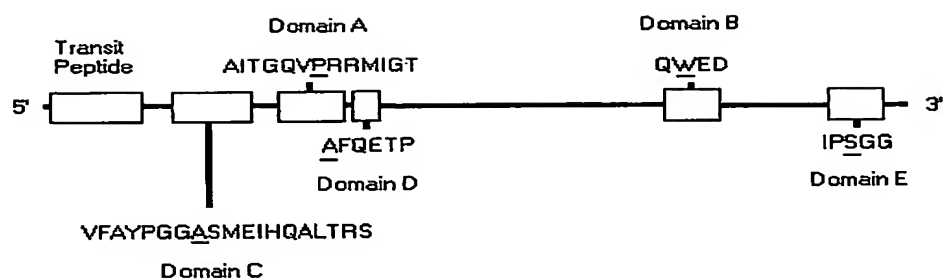 Domain A
Domain B
Transit
Peptide
AITGQVPRRMIGT
QWED
5'
3'
AFQETP
IPSGG
Domain D
Domain E
VFAYPGGASMEIHQALTRS
Domain C